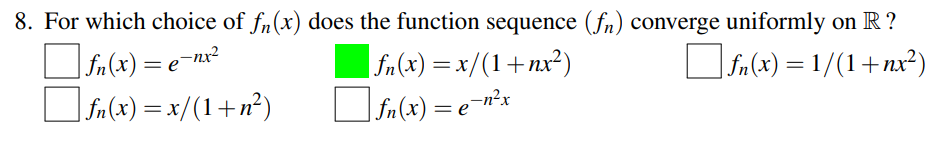 8. For which choice of fₙ(x) does the function sequence (fₙ) converge uniformly on ℝ ?
fₙ(x) = e^{−nx²} fₙ(x) = x/(1+nx²) fₙ(x) = 1/(1+nx²)
fₙ(x) = x/(1+n²) fₙ(x) = e^{−n²x}